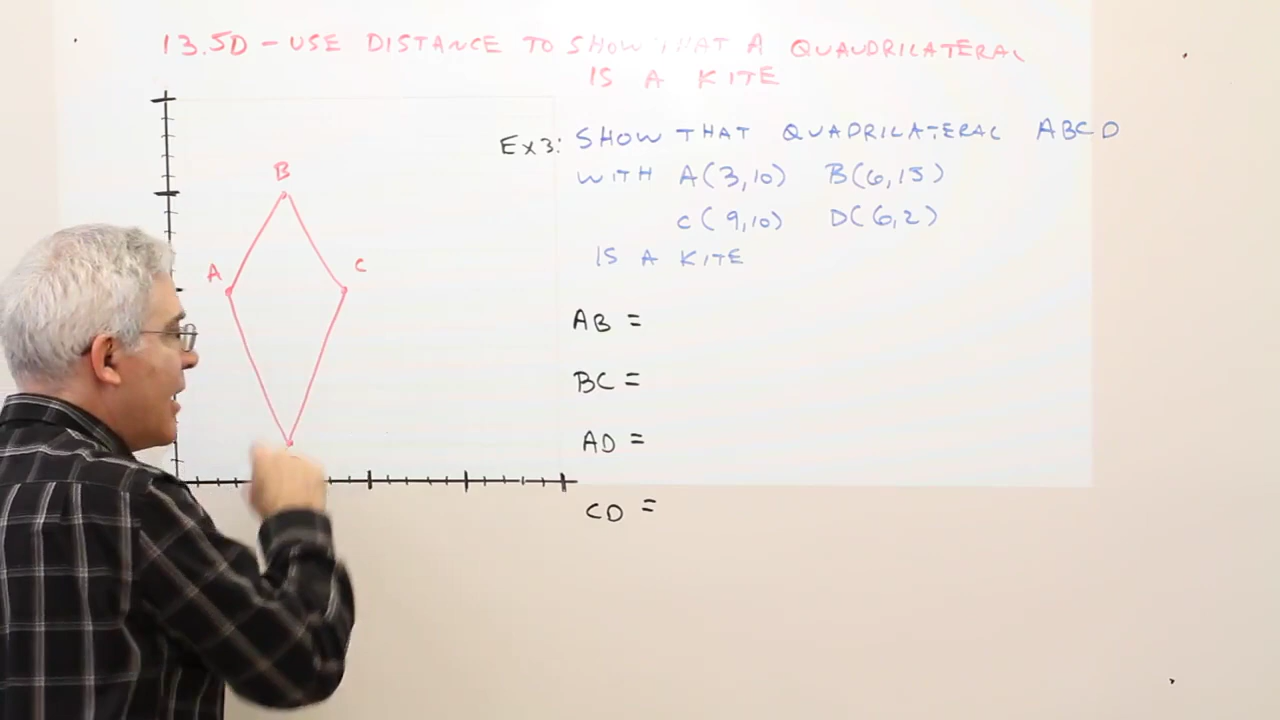 13.5D - USE DISTANCE TO SHOW THAT A QUAUDRILATERAL
IS A KITE
Ex3: SHOW THAT QUADRILATERAL ABCD
WITH A(3,10) B(6,15)
C(9,10) D(6,2)
IS A KITE
B
A
C
AB =
BC =
AD =
CD =